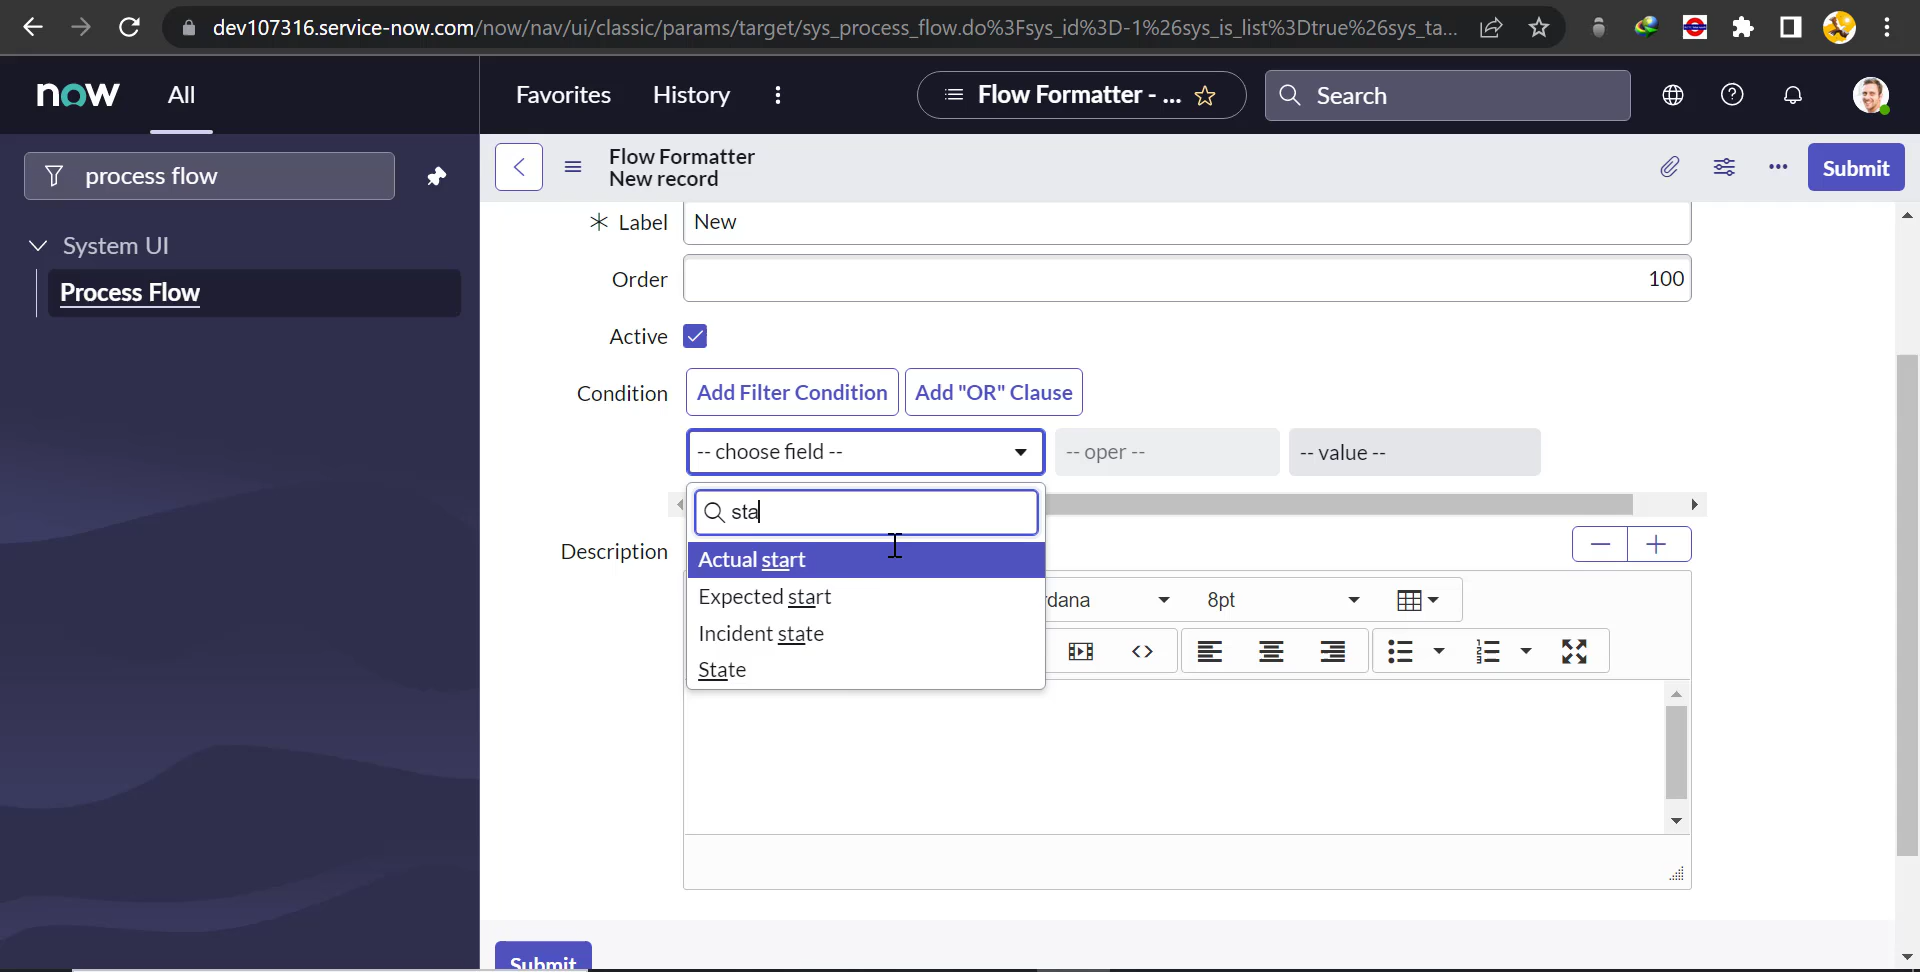 dev107316.service-now.com/now/nav/ui/classic/params/target/sys_process_flow.do%3Fsys_id%3D-1%26sys_is_list%3Dtrue%26sys_ta...
now
All
Favorites
History
Flow Formatter - ...
Search
process flow
Flow Formatter
New record
Submit
System UI
Process Flow
* Label
New
Order
100
Active
Condition
Add Filter Condition
Add "OR" Clause
-- choose field --
-- oper --
-- value --
sta
Actual start
Expected start
Incident state
State
Description
rdana
8pt
Submit